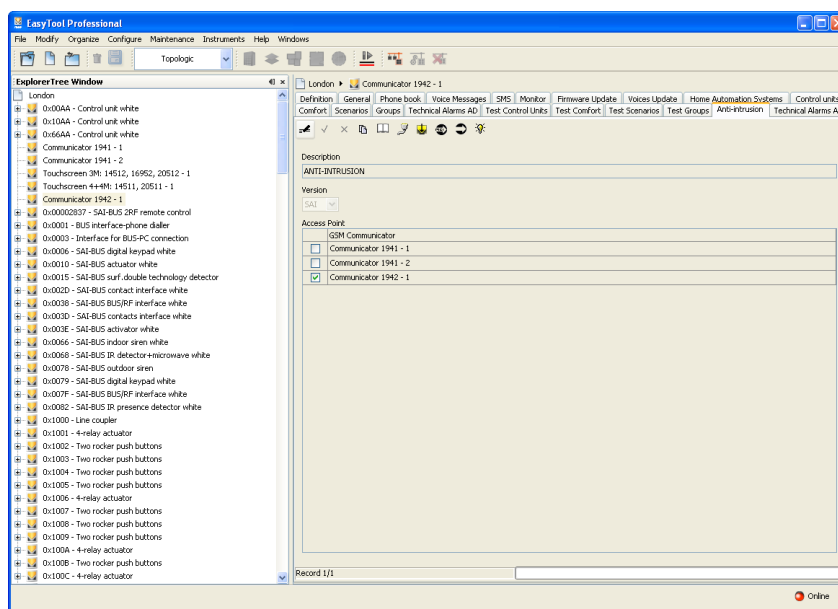 EasyTool Professional
File Modify Organize Configure Maintenance Instruments Help Windows
Topologic
ExplorerTree Window
London
0x00AA - Control unit white
0x10AA - Control unit white
0x66AA - Control unit white
Communicator 1941 - 1
Communicator 1941 - 2
Touchscreen 3M: 14512, 16952, 20512 - 1
Touchscreen 4+4M: 14511, 20511 - 1
Communicator 1942 - 1
0x00002837 - SAI-BUS 2RF remote control
0x0001 - BUS interface-phone dialler
0x0003 - Interface for BUS-PC connection
0x0006 - SAI-BUS digital keypad white
0x0010 - SAI-BUS actuator white
0x0015 - SAI-BUS surf.double technology detector
0x002D - SAI-BUS contact interface white
0x0038 - SAI-BUS BUS/RF interface white
0x003D - SAI-BUS contacts interface white
0x003E - SAI-BUS activator white
0x0066 - SAI-BUS indoor siren white
0x0068 - SAI-BUS IR detector+microwave white
0x0078 - SAI-BUS outdoor siren
0x0079 - SAI-BUS digital keypad white
0x007F - SAI-BUS BUS/RF interface white
0x0082 - SAI-BUS IR presence detector white
0x1000 - Line coupler
0x1001 - 4-relay actuator
0x1002 - Two rocker push buttons
0x1003 - Two rocker push buttons
0x1004 - Two rocker push buttons
0x1005 - Two rocker push buttons
0x1006 - 4-relay actuator
0x1007 - Two rocker push buttons
0x1008 - Two rocker push buttons
0x1009 - Two rocker push buttons
0x100A - 4-relay actuator
0x100B - Two rocker push buttons
0x100C - 4-relay actuator
London Communicator 1942 - 1
Definition General Phone book Voice Messages SMS Monitor Firmware Update Voices Update Home Automation Systems Control units
Comfort Scenarios Groups Technical Alarms AD Test Control Units Test Comfort Test Scenarios Test Groups Anti-intrusion Technical Alarms A
Description
ANTI-INTRUSION
Version
SAI
Access Point
GSM Communicator
Communicator 1941 - 1
Communicator 1941 - 2
Communicator 1942 - 1
Record 1/1
Online